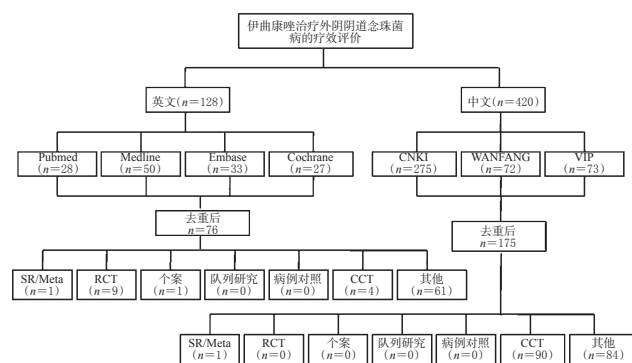 伊曲康唑治疗外阴阴道念珠菌
病的疗效评价
英文(n=128)
中文(n=420)
Pubmed
(n=28)
Medline
(n=50)
Embase
(n=33)
Cochrane
(n=27)
CNKI
(n=275)
WANFANG
(n=72)
VIP
(n=73)
去重后
n=76
去重后
n=175
SR/Meta
(n=1)
RCT
(n=9)
个案
(n=1)
队列研究
(n=0)
病例对照
(n=0)
CCT
(n=4)
其他
(n=61)
SR/Meta
(n=1)
RCT
(n=0)
个案
(n=0)
队列研究
(n=0)
病例对照
(n=0)
CCT
(n=90)
其他
(n=84)